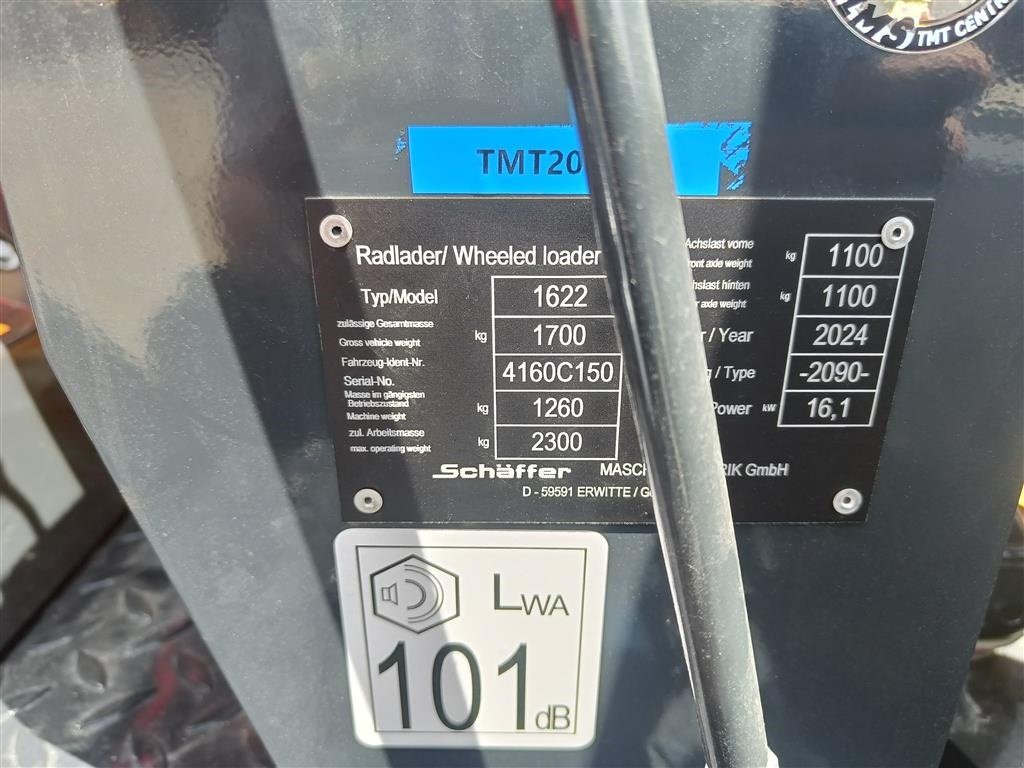 TMT CENTR
TMT20
Radlader/ Wheeled loader
Typ/Model 1622
zulässige Gesamtmasse
Gross vehicle weight kg 1700
Fahrzeug-Ident-Nr.
Serial-No. 4160C150
Masse im gängigsten
Betriebszustand
Machine weight kg 1260
zul. Arbeitsmasse
max. operating weight kg 2300
Achslast vorne
ront axle weight kg 1100
chslast hinten
axle weight kg 1100
/ Year 2024
/ Type -2090-
Power kW 16,1
Schäffer MASCH RIK GmbH
D - 59591 ERWITTE /
LWA
101 dB